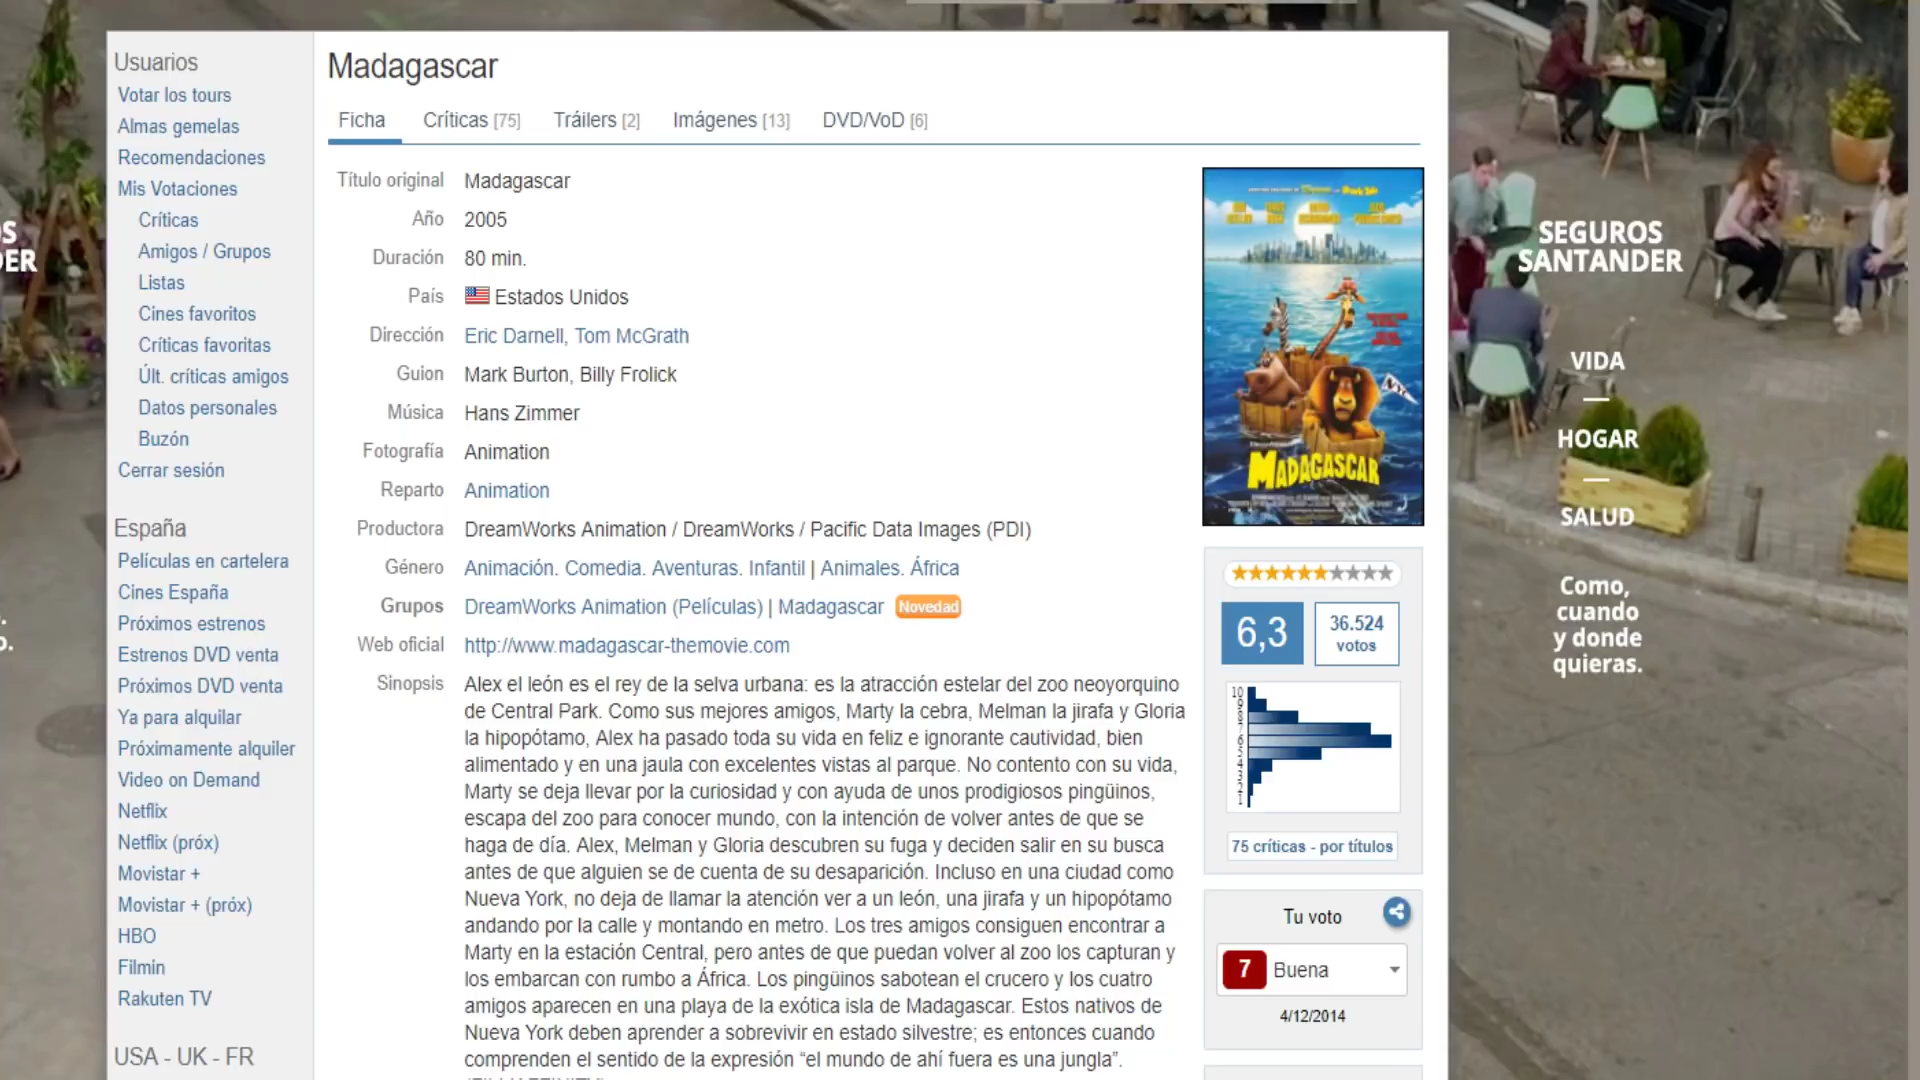 Usuarios
Votar los tours
Almas gemelas
Recomendaciones
Mis Votaciones
Críticas
Amigos / Grupos
Listas
Cines favoritos
Críticas favoritas
Últ. críticas amigos
Datos personales
Buzón
Cerrar sesión
España
Películas en cartelera
Cines España
Próximos estrenos
Estrenos DVD venta
Próximos DVD venta
Ya para alquilar
Próximamente alquiler
Video on Demand
Netflix
Netflix (próx)
Movistar +
Movistar + (próx)
HBO
Filmin
Rakuten TV
USA - UK - FR
Madagascar
Ficha Críticas [75] Tráilers [2] Imágenes [13] DVD/VoD [6]
Título original Madagascar
Año 2005
Duración 80 min.
País Estados Unidos
Dirección Eric Darnell, Tom McGrath
Guion Mark Burton, Billy Frolick
Música Hans Zimmer
Fotografía Animation
Reparto Animation
Productora DreamWorks Animation / DreamWorks / Pacific Data Images (PDI)
Género Animación. Comedia. Aventuras. Infantil | Animales. África
Grupos DreamWorks Animation (Películas) | Madagascar Novedad
Web oficial http://www.madagascar-themovie.com
Sinopsis Alex el león es el rey de la selva urbana: es la atracción estelar del zoo neoyorquino
de Central Park. Como sus mejores amigos, Marty la cebra, Melman la jirafa y Gloria
la hipopótamo, Alex ha pasado toda su vida en feliz e ignorante cautividad, bien
alimentado y en una jaula con excelentes vistas al parque. No contento con su vida,
Marty se deja llevar por la curiosidad y con ayuda de unos prodigiosos pingüinos,
escapa del zoo para conocer mundo, con la intención de volver antes de que se
haga de día. Alex, Melman y Gloria descubren su fuga y deciden salir en su busca
antes de que alguien se de cuenta de su desaparición. Incluso en una ciudad como
Nueva York, no deja de llamar la atención ver a un león, una jirafa y un hipopótamo
andando por la calle y montando en metro. Los tres amigos consiguen encontrar a
Marty en la estación Central, pero antes de que puedan volver al zoo los capturan y
los embarcan con rumbo a África. Los pingüinos sabotean el crucero y los cuatro
amigos aparecen en una playa de la exótica isla de Madagascar. Estos nativos de
Nueva York deben aprender a sobrevivir en estado silvestre; es entonces cuando
comprenden el sentido de la expresión “el mundo de ahí fuera es una jungla”.
NYC
MADAGASCAR
6,3
36.524
votos
10
9
8
7
6
5
4
3
2
1
75 críticas - por títulos
Tu voto
7 Buena
4/12/2014
SEGUROS
SANTANDER
VIDA
HOGAR
SALUD
Como,
cuando
y donde
quieras.